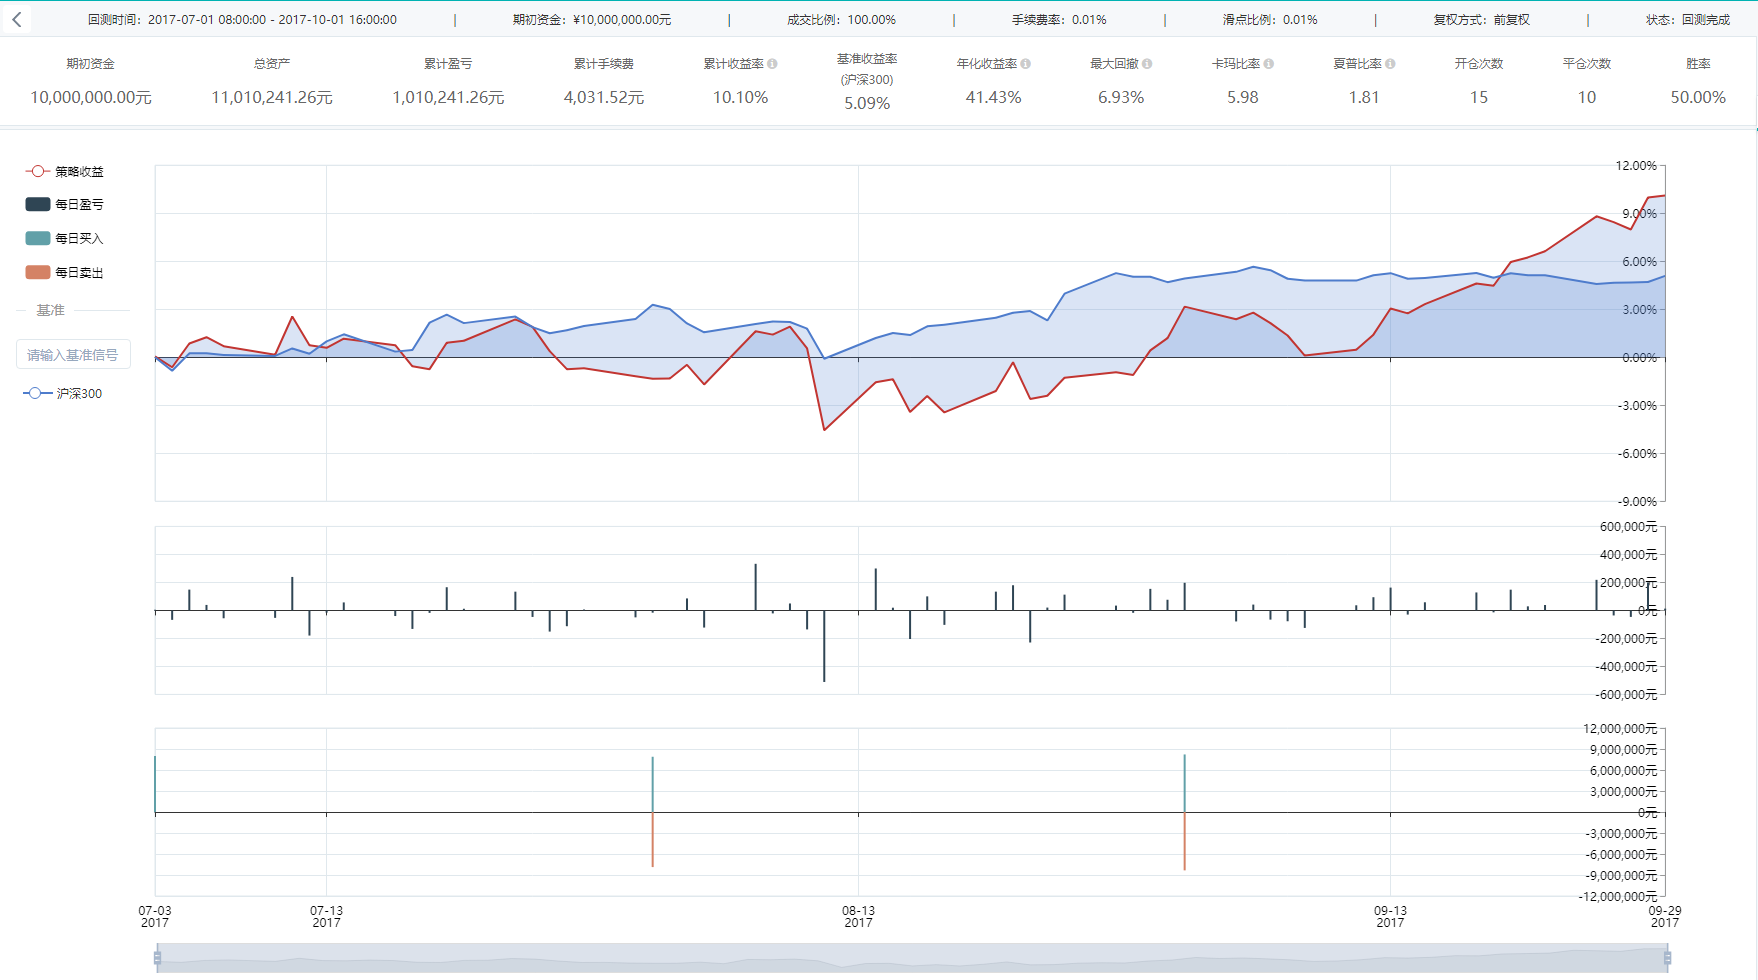 回测时间：2017-07-01 08:00:00 - 2017-10-01 16:00:00 | 期初资金：¥10,000,000.00元 | 成交比例：100.00% | 手续费率：0.01% | 滑点比例：0.01% | 复权方式：前复权 | 状态：回测完成
期初资金 总资产 累计盈亏 累计手续费 累计收益率 基准收益率 年化收益率 最大回撤 卡玛比率 夏普比率 开仓次数 平仓次数 胜率
(沪深300)
10,000,000.00元 11,010,241.26元 1,010,241.26元 4,031.52元 10.10% 5.09% 41.43% 6.93% 5.98 1.81 15 10 50.00%
策略收益
每日盈亏
每日买入
每日卖出
基准
请输入基准信号
沪深300
12.00%
9.00%
6.00%
3.00%
0.00%
-3.00%
-6.00%
-9.00%
600,000元
400,000元
200,000元
0元
-200,000元
-400,000元
-600,000元
12,000,000元
9,000,000元
6,000,000元
3,000,000元
0元
-3,000,000元
-6,000,000元
-9,000,000元
-12,000,000元
07-03 07-13 08-13 09-13 09-29
2017 2017 2017 2017 2017